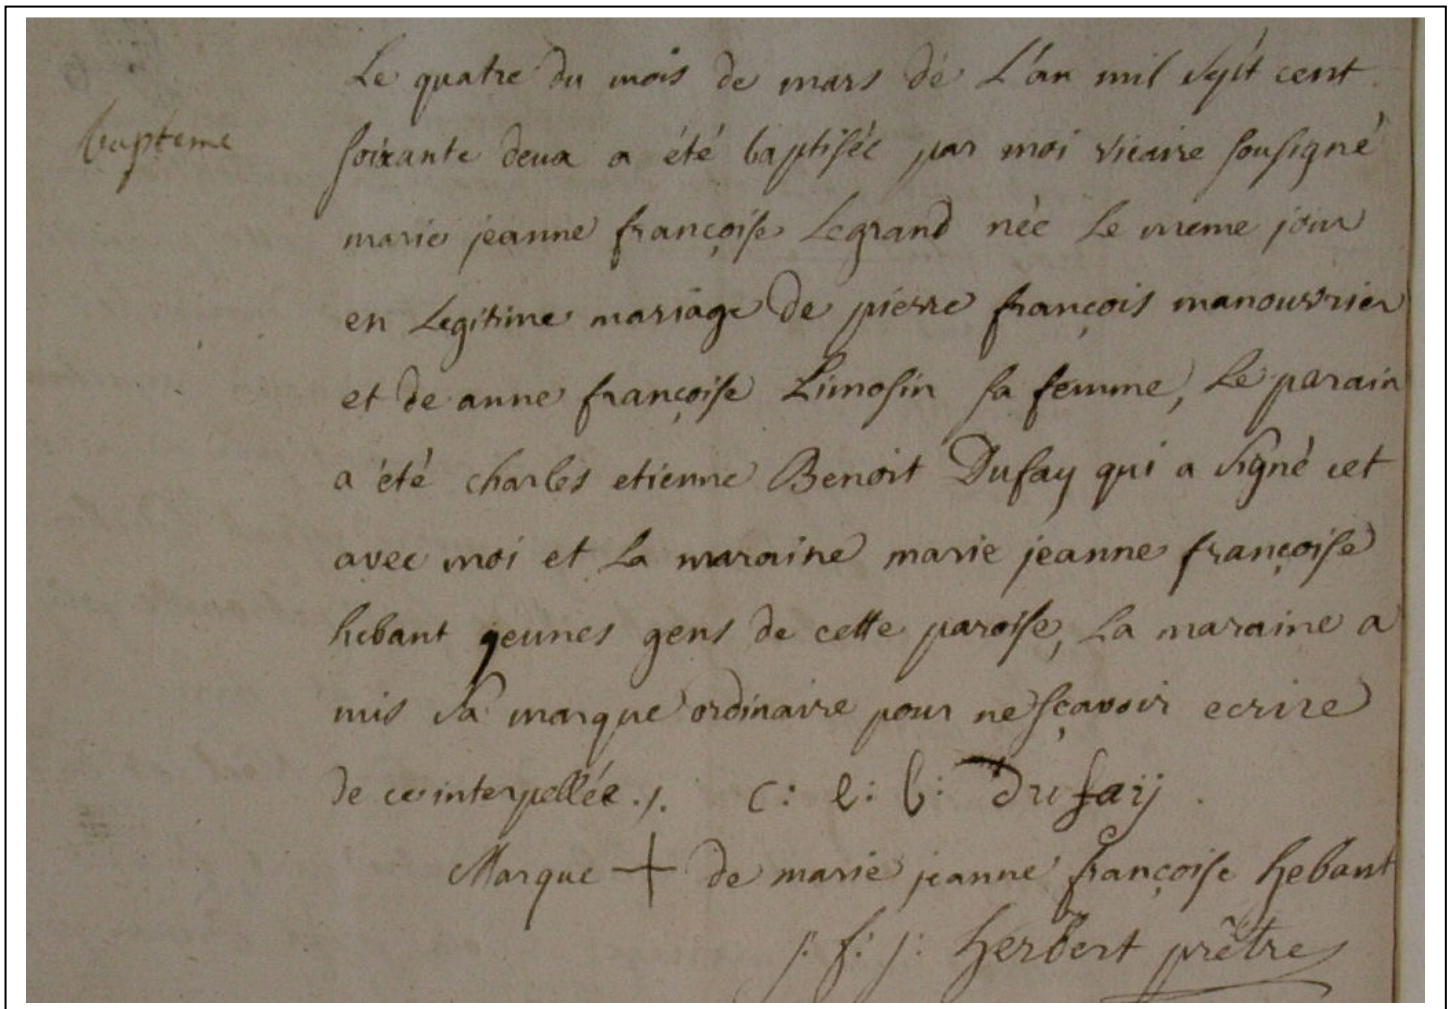 Le quatre du mois de mars de L'an mil sept cent
bapteme
soixante deux a été baptisée par moi vicaire sousigné
marie jeanne françoise Legrand née Le meme jour
en Legitime mariage de pierre françois manouvrier
et de anne françoise Limosin sa femme, Le parain
a été charles etienne Benoit Dufay qui a signé cet
avec moi et La maraine marie jeanne françoise
hebant jeunes gens de cette paroisse, La maraine a
mis sa marque ordinaire pour ne sçavoir ecrire
de ce interpellée ./. c: e: b: Dufaÿ
Marque + de marie jeanne françoise hebant
p: f: j: herbert prêtre